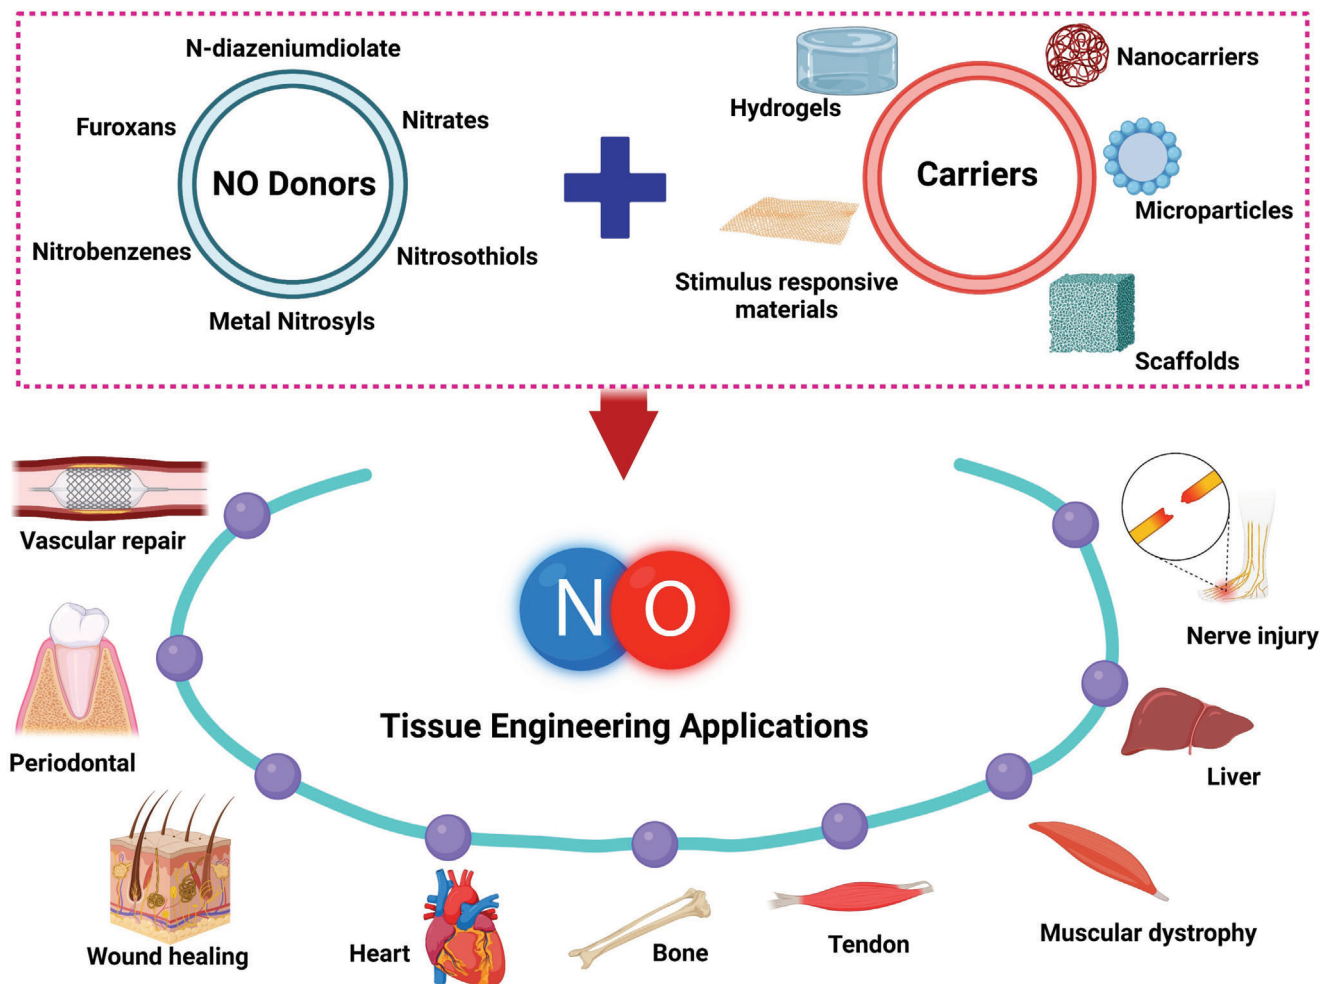 N-diazeniumdiolate
Furoxans
Nitrates
NO Donors
Nitrobenzenes
Nitrosothiols
Metal Nitrosyls
Hydrogels
Nanocarriers
Carriers
Microparticles
Stimulus responsive
materials
Scaffolds
Vascular repair
Periodontal
Wound healing
Heart
Bone
Tendon
Muscular dystrophy
Liver
Nerve injury
N O
Tissue Engineering Applications